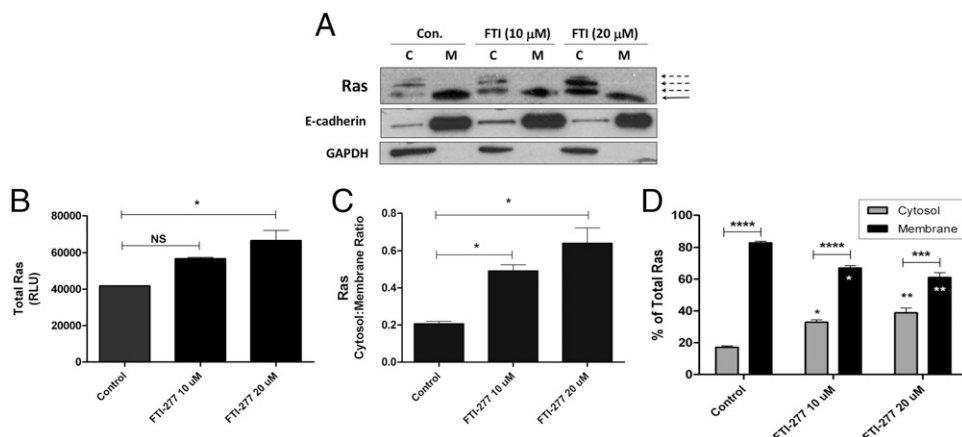 A
Con. FTI (10 µM) FTI (20 µM)
C M C M C M
Ras
E-cadherin
GAPDH
B
Total Ras
(RLU)
80000
60000
40000
20000
0
*
NS
Control
FTI-277 10 uM
FTI-277 20 uM
C
Ras
Cytosol:Membrane Ratio
0.8
0.6
0.4
0.2
0.0
*
*
Control
FTI-277 10 uM
FTI-277 20 uM
D
% of Total Ras
100
80
60
40
20
0
Cytosol
Membrane
****
****
***
*
*
**
**
Control
FTI-277 10 uM
FTI-277 20 uM